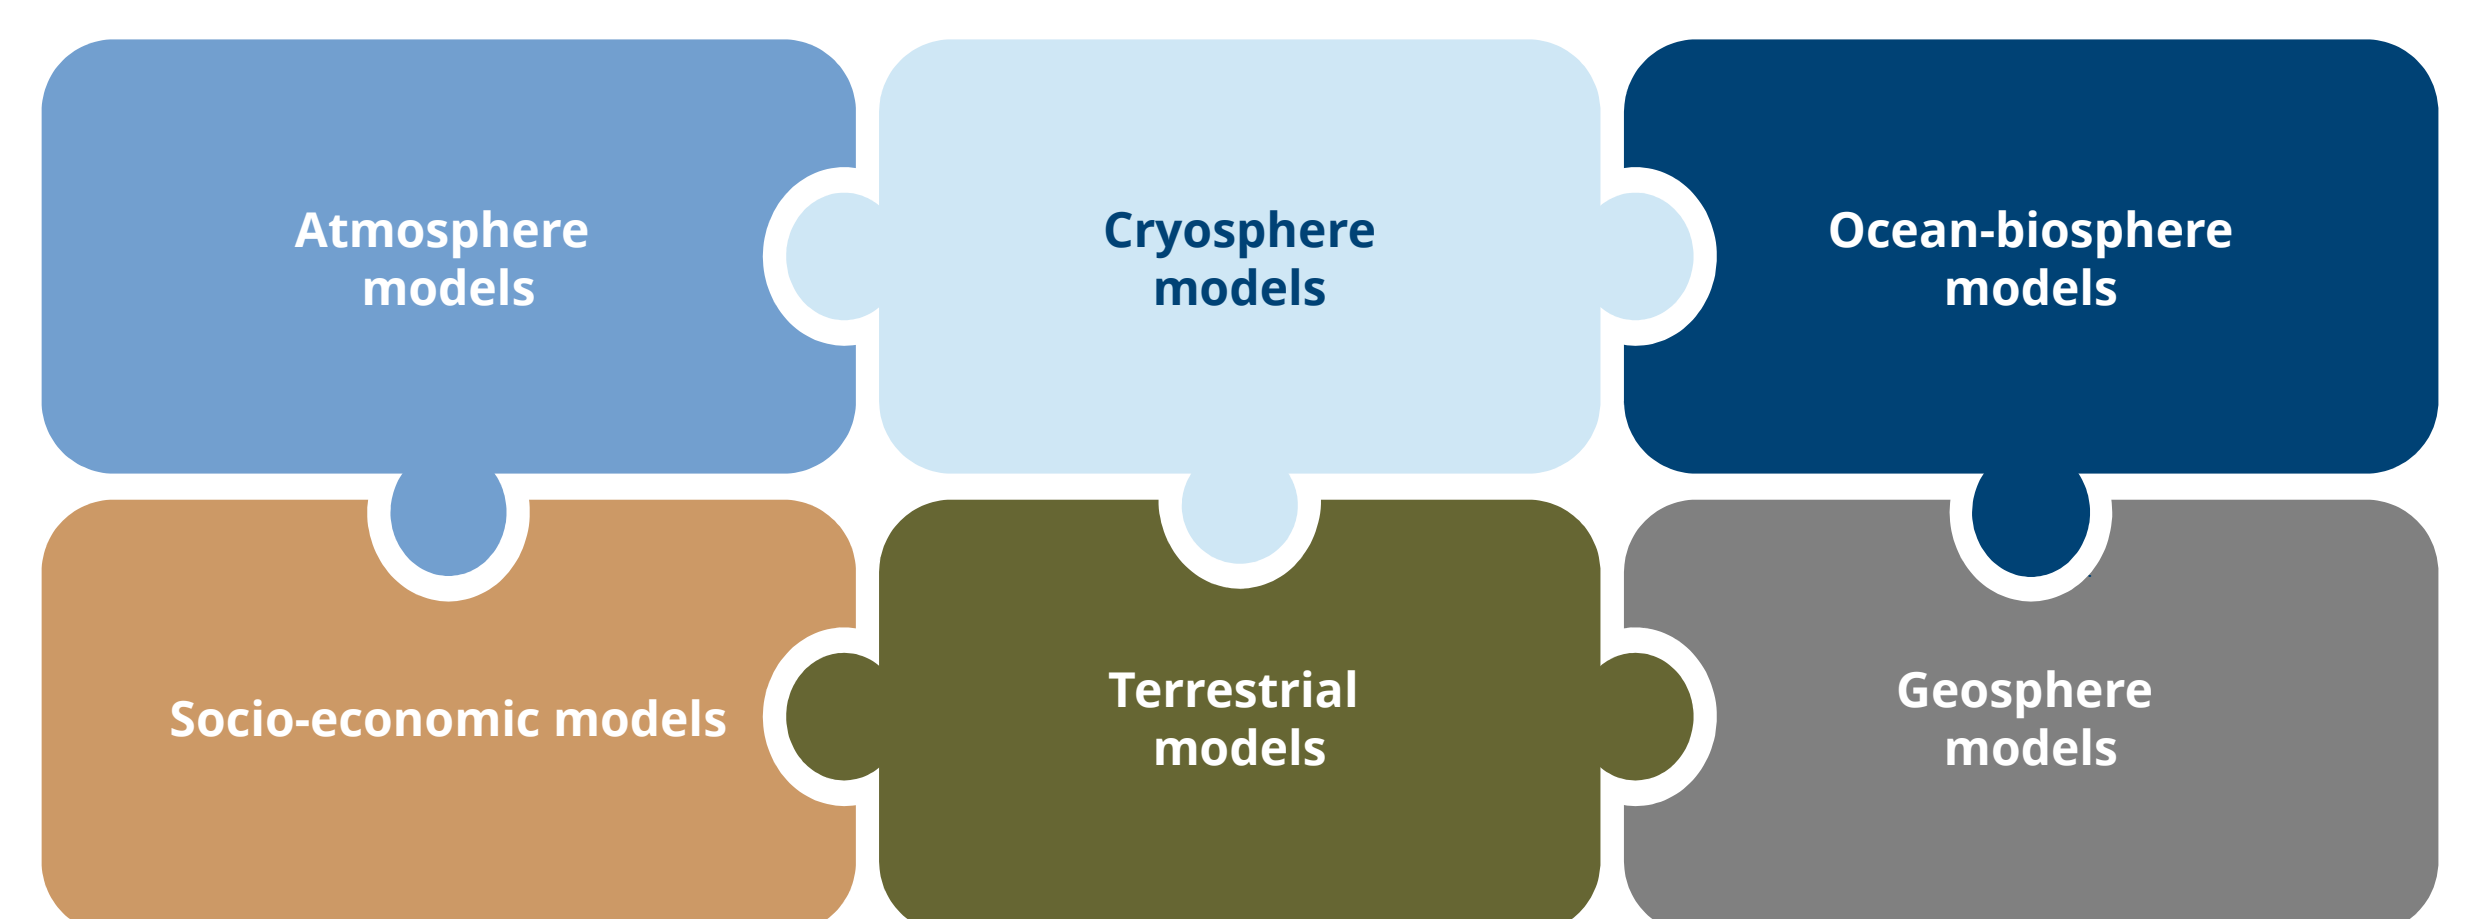 Atmosphere
models
Cryosphere
models
Ocean-biosphere
models
Socio-economic models
Terrestrial
models
Geosphere
models